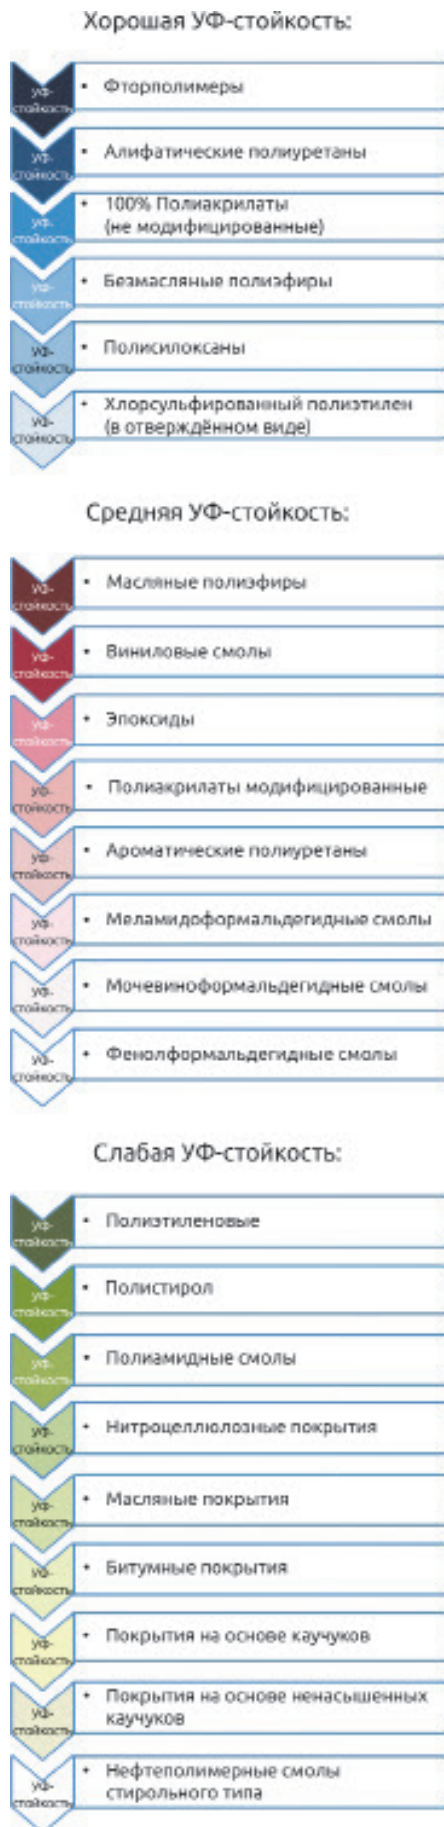 Хорошая УФ-стойкость:
УФ-
стойкость
• Фторполимеры
УФ-
стойкость
• Алифатические полиуретаны
УФ-
стойкость
• 100% Полиакрилаты
(не модифицированные)
УФ-
стойкость
• Безмасляные полиэфиры
УФ-
стойкость
• Полисилоксаны
УФ-
стойкость
• Хлорсульфированный полиэтилен
(в отверждённом виде)
Средняя УФ-стойкость:
УФ-
стойкость
• Масляные полиэфиры
УФ-
стойкость
• Виниловые смолы
УФ-
стойкость
• Эпоксиды
УФ-
стойкость
• Полиакрилаты модифицированные
УФ-
стойкость
• Ароматические полиуретаны
УФ-
стойкость
• Меламидоформальдегидные смолы
УФ-
стойкость
• Мочевиноформальдегидные смолы
УФ-
стойкость
• Фенолформальдегидные смолы
Слабая УФ-стойкость:
УФ-
стойкость
• Полиэтиленовые
УФ-
стойкость
• Полистирол
УФ-
стойкость
• Полиамидные смолы
УФ-
стойкость
• Нитроцеллюлозные покрытия
УФ-
стойкость
• Масляные покрытия
УФ-
стойкость
• Битумные покрытия
УФ-
стойкость
• Покрытия на основе каучуков
УФ-
стойкость
• Покрытия на основе ненасышенных
каучуков
УФ-
стойкость
• Нефтеполимерные смолы
стирольного типа